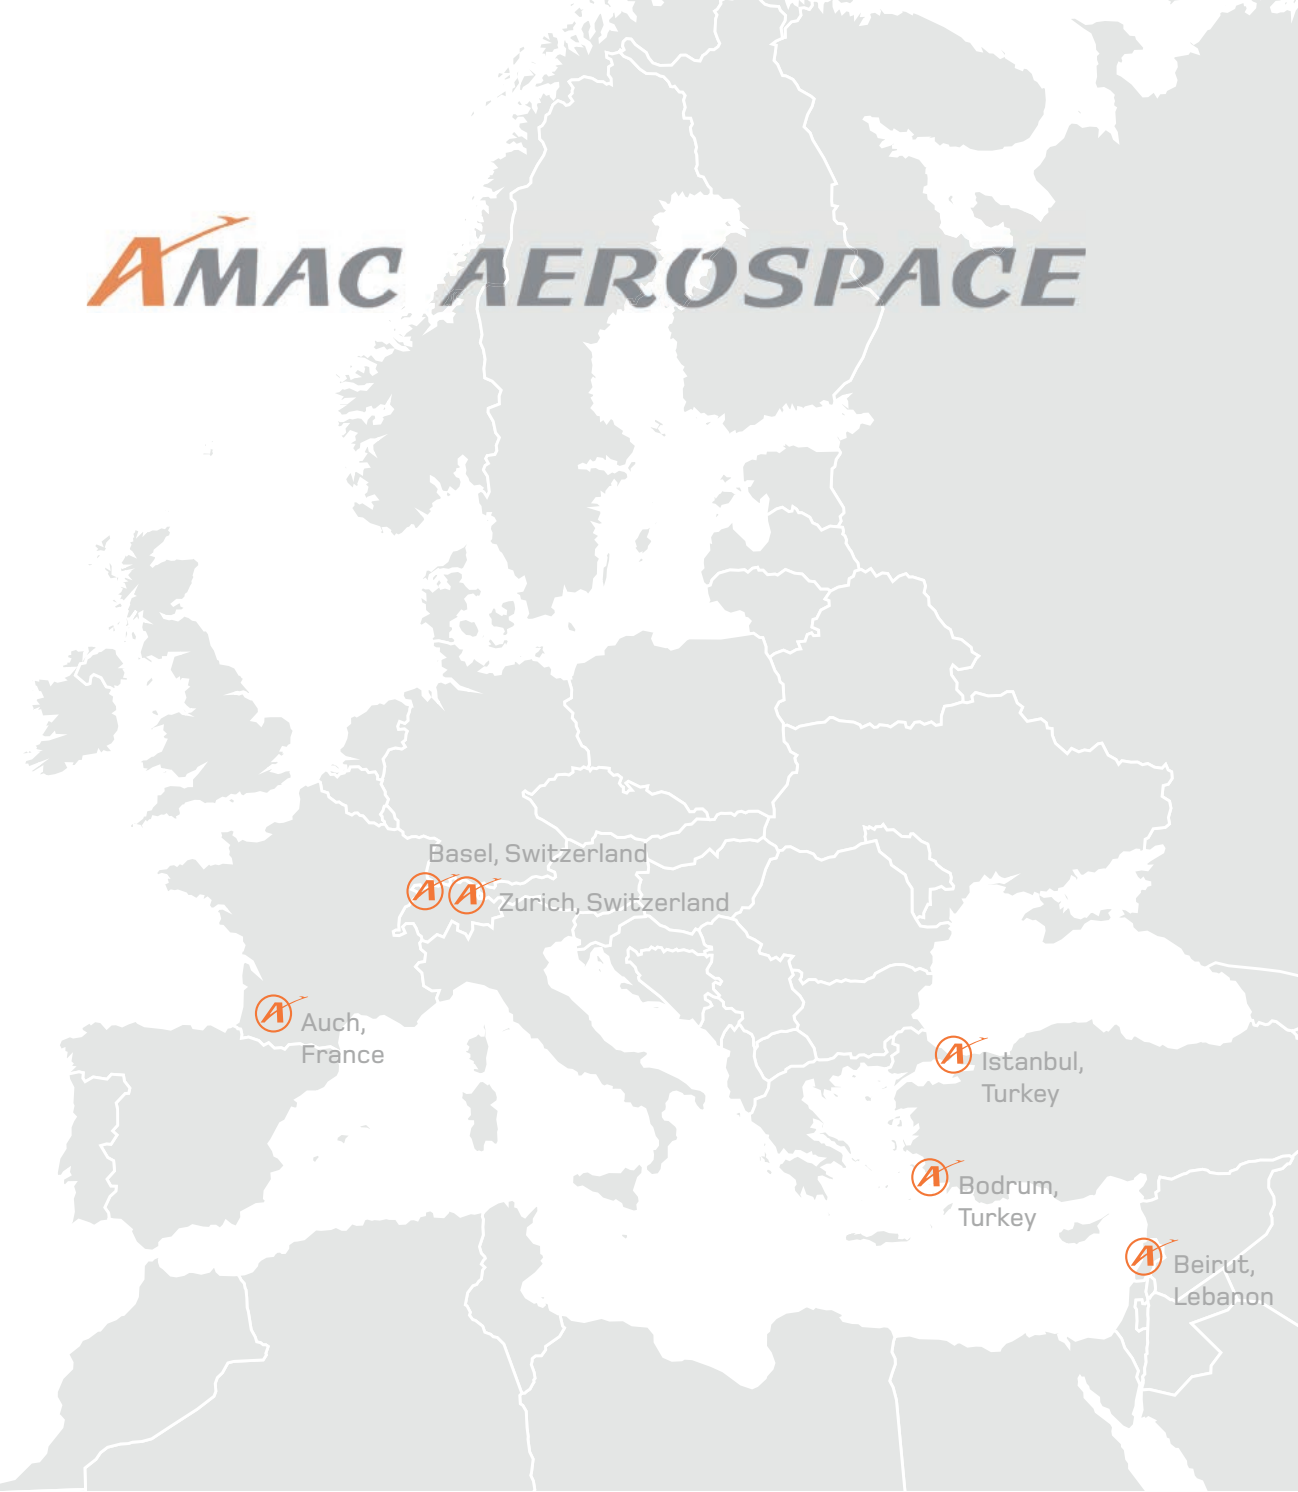 AMAC AEROSPACE
Basel, Switzerland
Zurich, Switzerland
Auch,
France
Istanbul,
Turkey
Bodrum,
Turkey
Beirut,
Lebanon